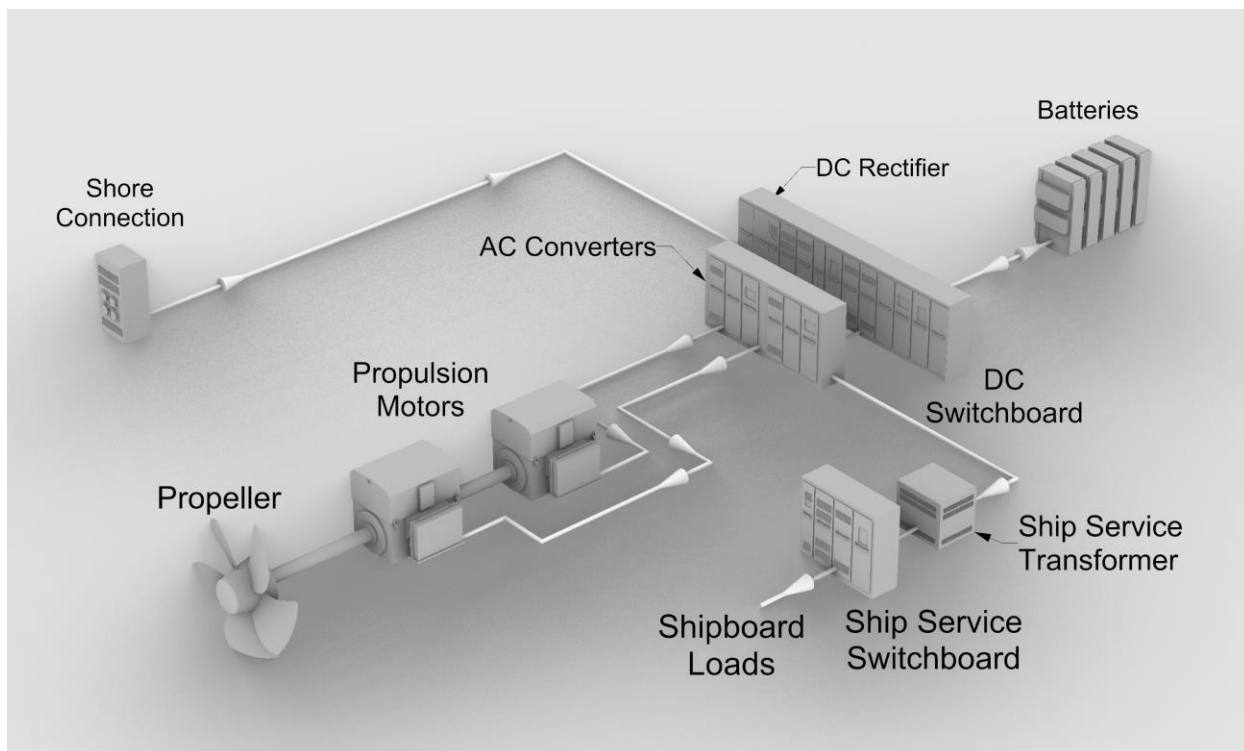 Batteries
DC Rectifier
Shore
Connection
AC Converters
Propulsion
Motors
DC
Switchboard
Propeller
Ship Service
Transformer
Shipboard
Loads
Ship Service
Switchboard